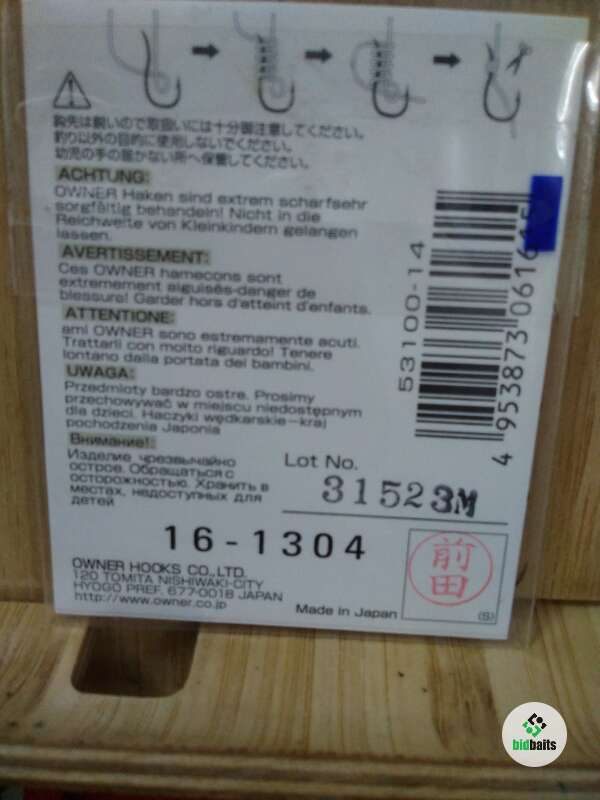 鈎先は鋭いので取扱いには十分御注意してください。
釣り以外の目的に使用しないでください。
幼児の手の届かない所へ保管してください。
ACHTUNG:
OWNER Haken sind extrem scharfsehr
sorgfältig behandeln! Nicht in die
Reichweite von Kleinkindern gelangen
lassen.
AVERTISSEMENT:
Ces OWNER hamecons sont
extremement aiguisés-danger de
blessure! Garder hors d'atteint d'enfants.
ATTENTIONE:
ami OWNER sono estremamente acuti.
Trattarli con molto riguardo! Tenere
lontano dalla portata dei bambini.
UWAGA:
Przedmioty bardzo ostre. Prosimy
przechowywać w miejscu niedostępnym
dla dzieci. Haczyki wędkarskie-kraj
pochodzenia Japonia
Внимание!:
Изделие чрезвычайно
острое. Обращаться с
осторожностью. Хранить в
местах, недоступных для
детей
53100-14
4 953873 061
Lot No.
31523M
16-1304
OWNER HOOKS CO.,LTD.
120 TOMITA NISHIWAKI-CITY
HYOGO PREF. 677-0018 JAPAN
http://www.owner.co.jp
Made in Japan
前田
(S)
bidbaits